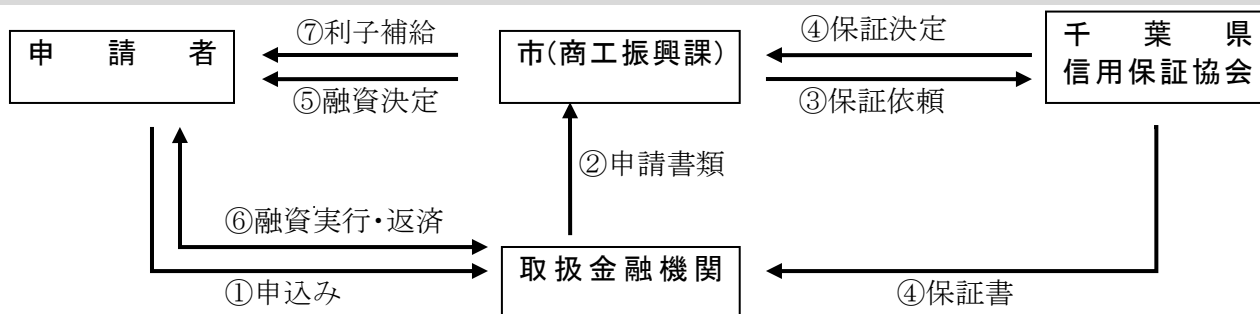 ⑦利子補給
④保証決定
申請者
市(商工振興課)
千葉県
信用保証協会
⑤融資決定
③保証依頼
②申請書類
⑥融資実行・返済
取扱金融機関
①申込み
④保証書